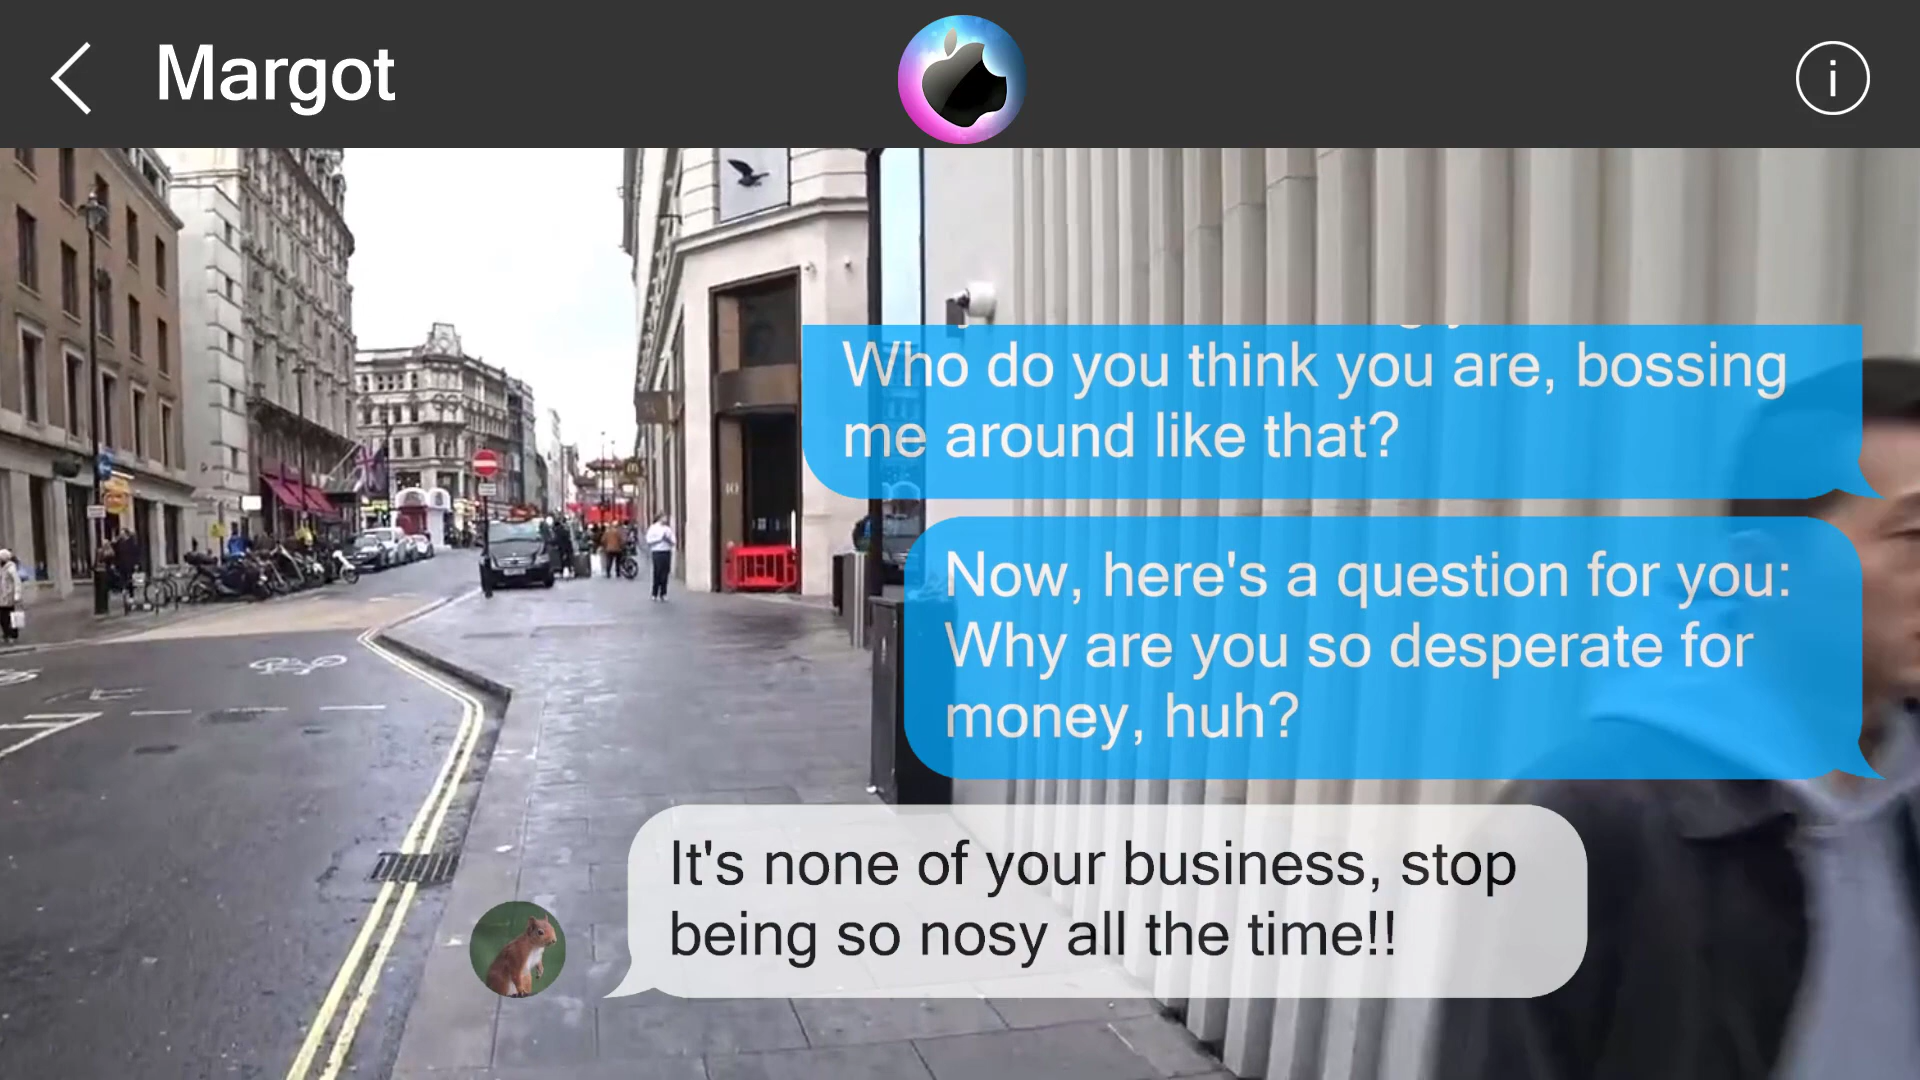 Margot
Who do you think you are, bossing
me around like that?
Now, here's a question for you:
Why are you so desperate for
money, huh?
It's none of your business, stop
being so nosy all the time!!
10